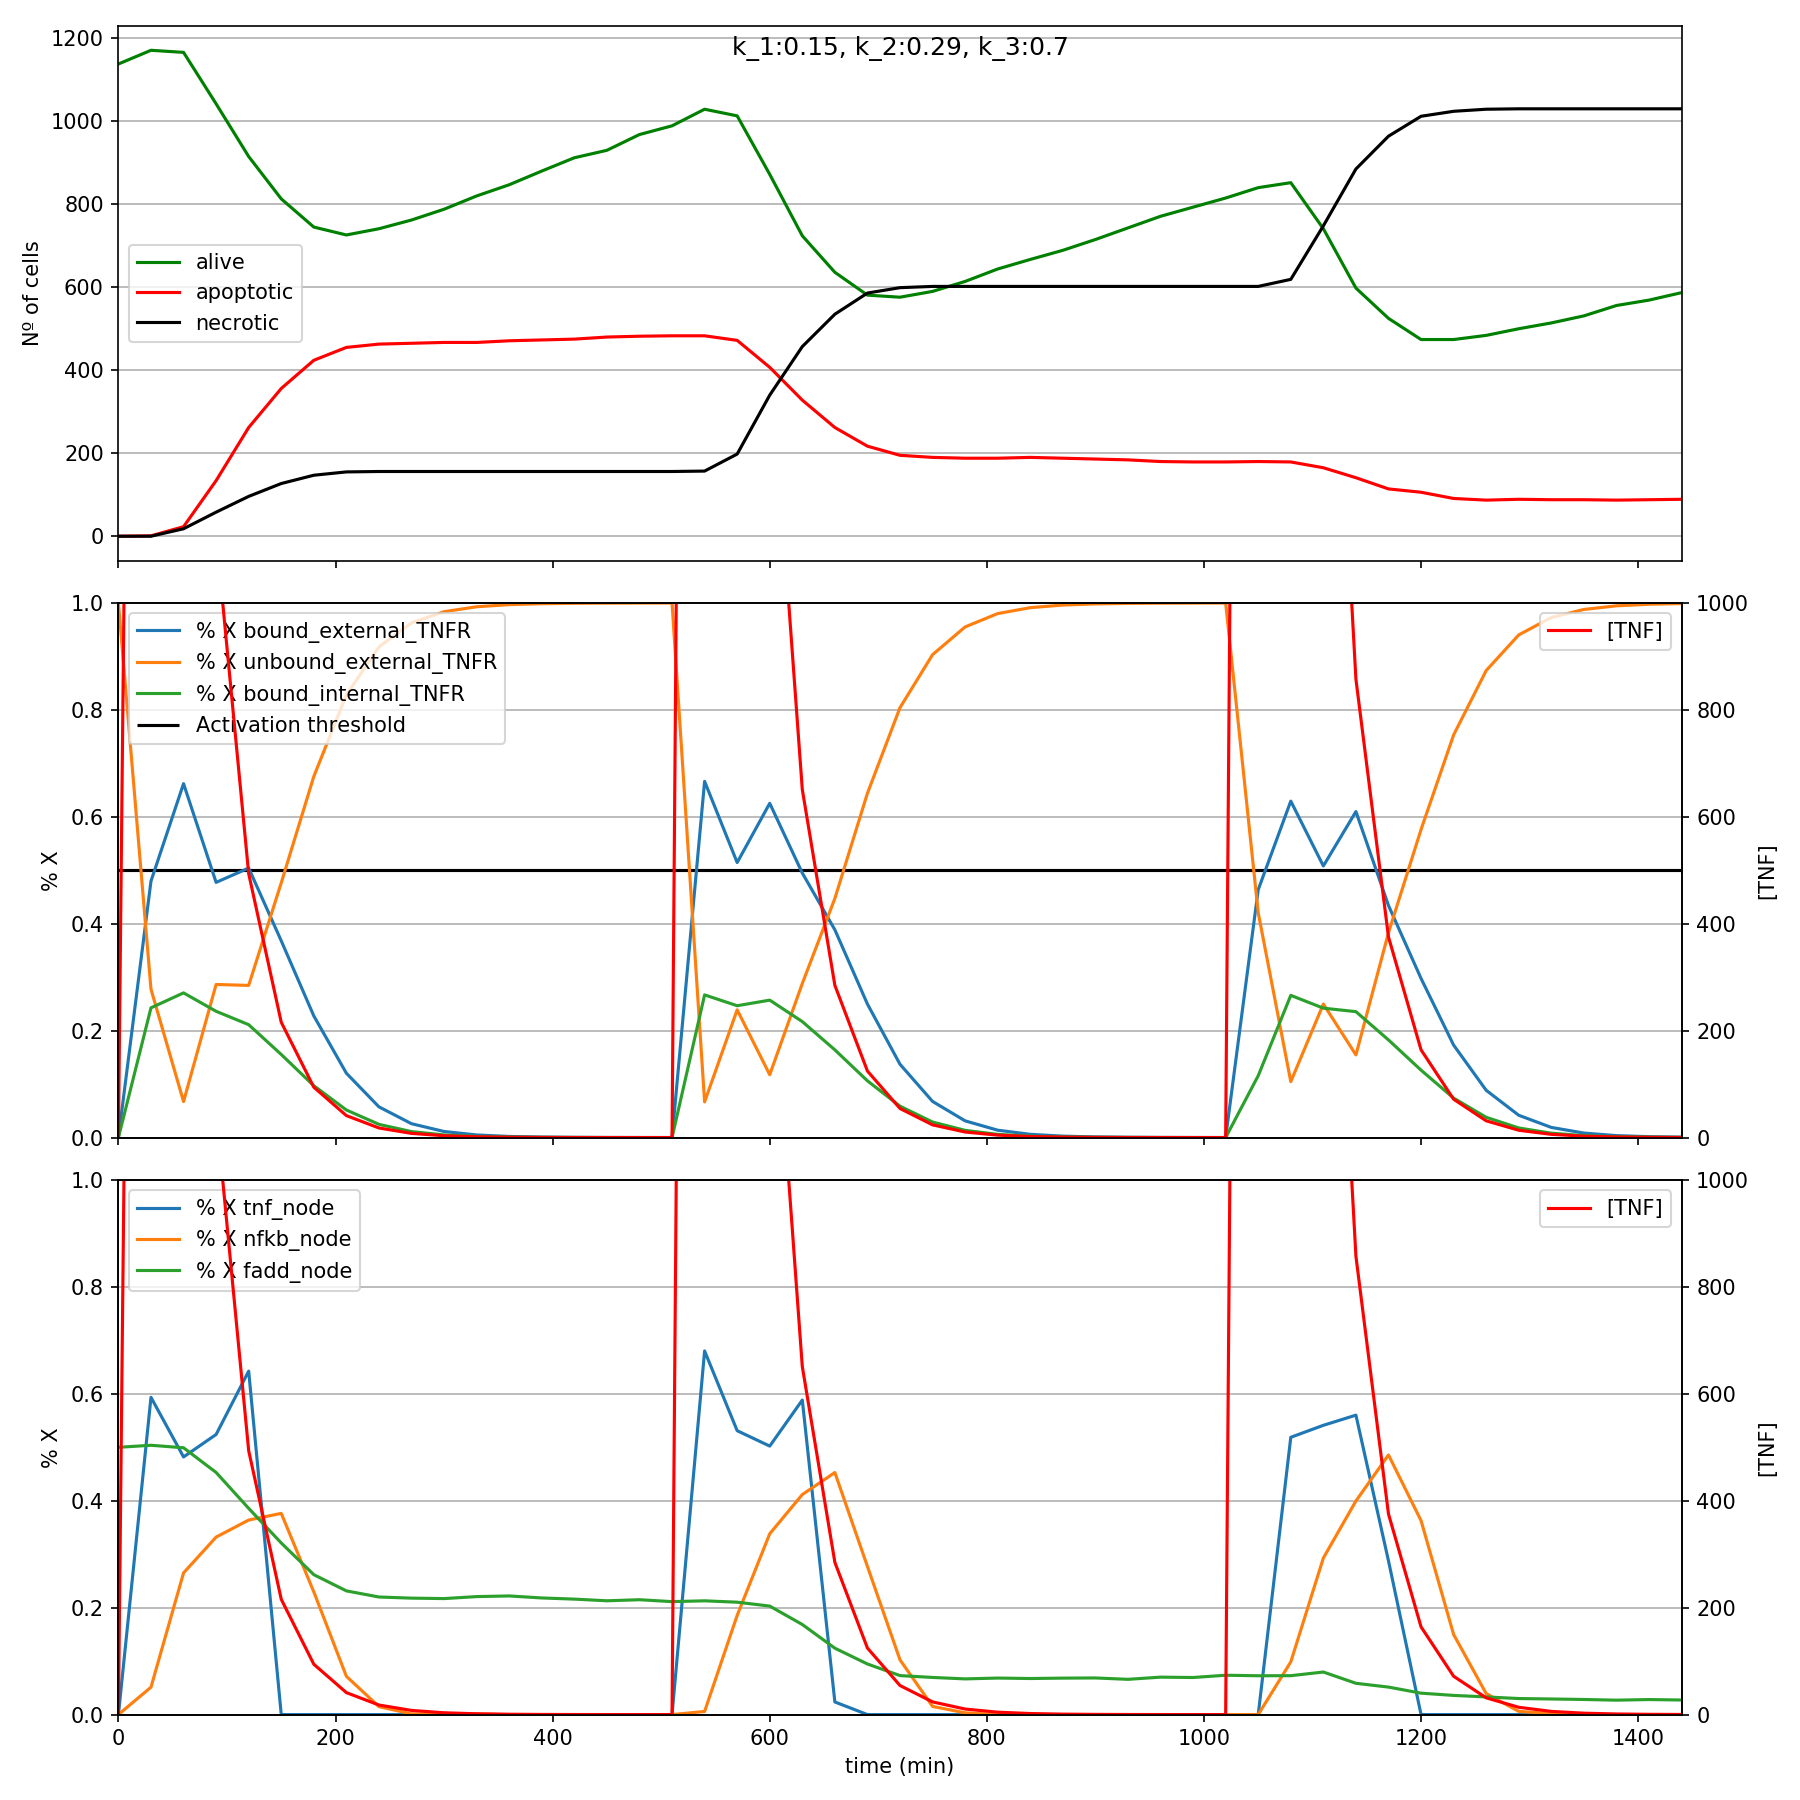 k_1:0.15, k_2:0.29, k_3:0.7
1200
1000
800
600
400
200
0
Nº of cells
alive
apoptotic
necrotic
1.0
0.8
0.6
0.4
0.2
0.0
% X
% X bound_external_TNFR
% X unbound_external_TNFR
% X bound_internal_TNFR
Activation threshold
[TNF]
1000
800
600
400
200
0
[TNF]
1.0
0.8
0.6
0.4
0.2
0.0
% X
% X tnf_node
% X nfkb_node
% X fadd_node
[TNF]
1000
800
600
400
200
0
[TNF]
0 200 400 600 800 1000 1200 1400
time (min)